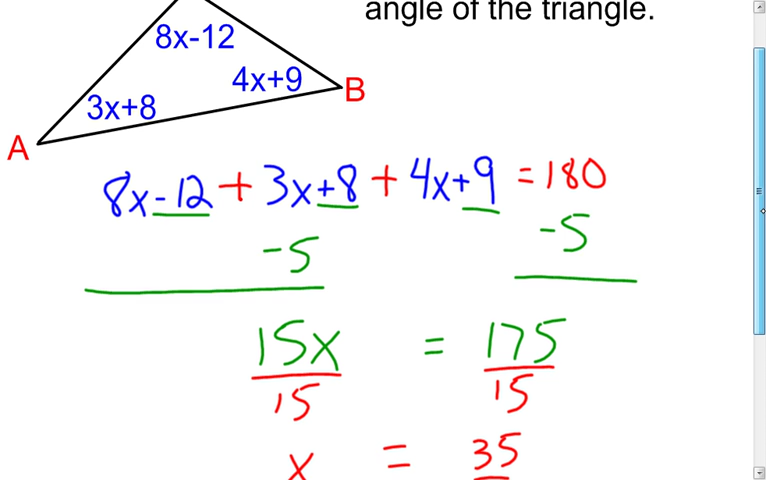 angle of the triangle.
8x-12
4x+9
B
3x+8
A
8x-12 + 3x+8 + 4x+9 = 180
-5 -5
15x = 175
15 15
x = 35